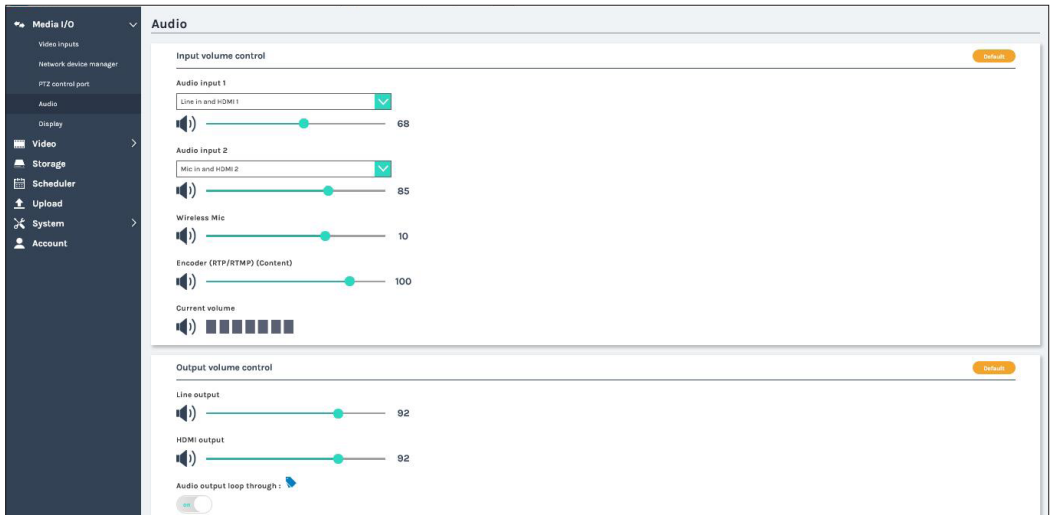 Media I/O
Video inputs
Network device manager
PTZ control port
Audio
Display
Video
Storage
Scheduler
Upload
System
Account
Audio
Input volume control
Default
Audio input 1
Line in and HDMI 1
68
Audio input 2
Mic in and HDMI 2
85
Wireless Mic
10
Encoder (RTP/RTMP) (Content)
100
Current volume
Output volume control
Default
Line output
92
HDMI output
92
Audio output loop through :
on